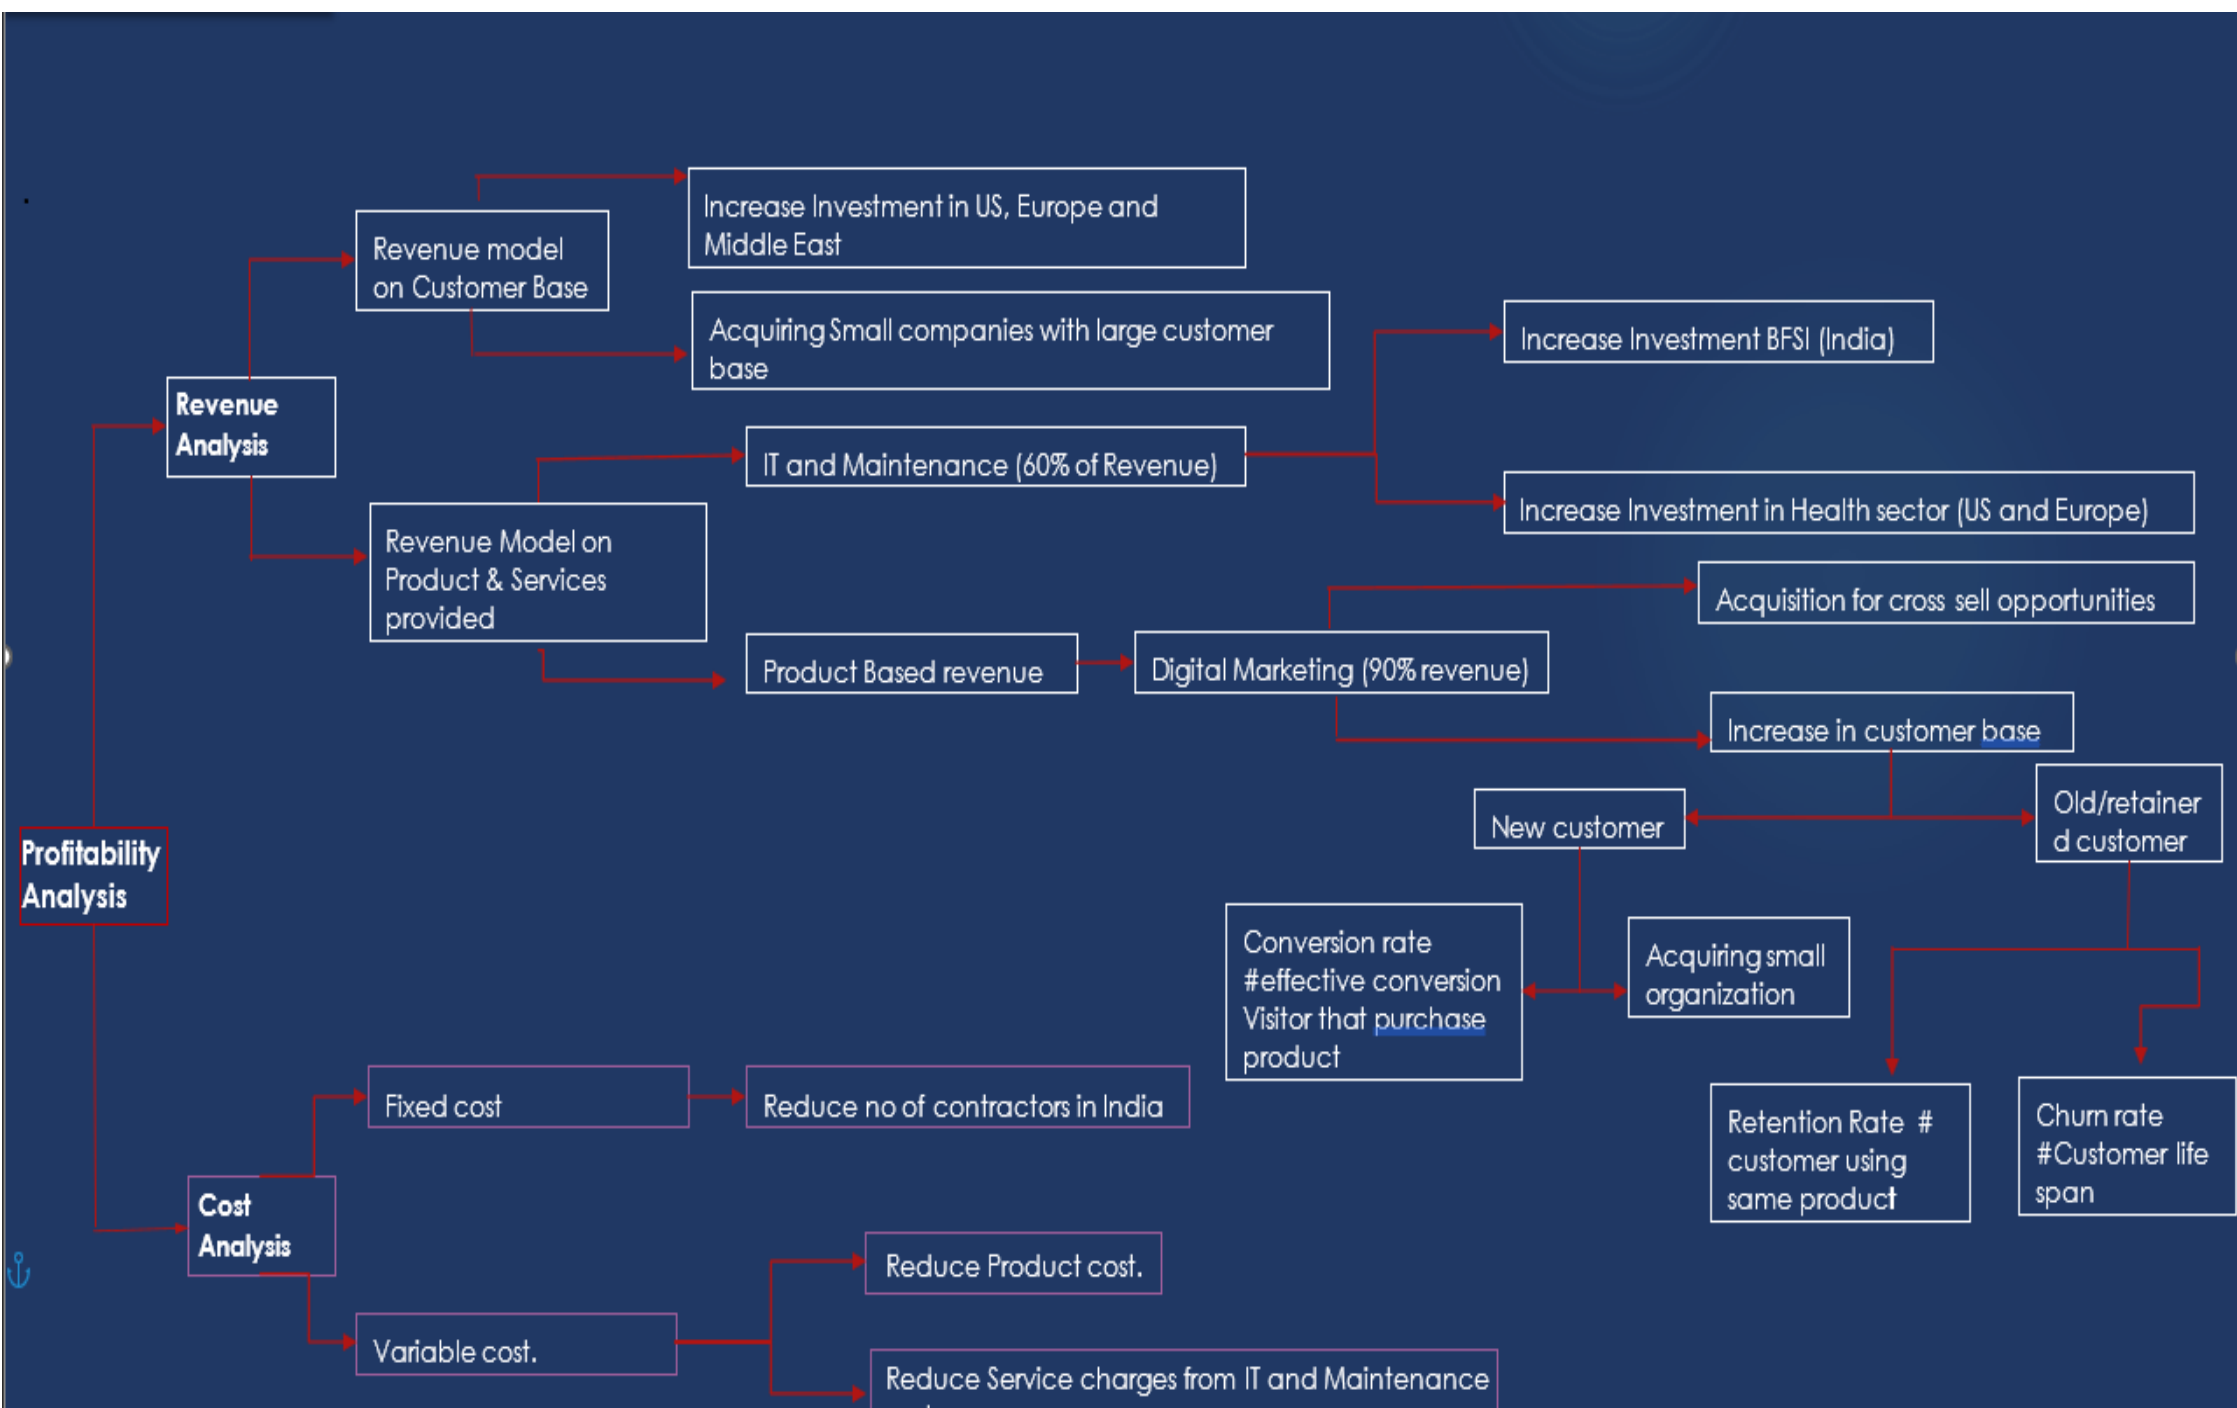 Increase Investment in US, Europe and
Middle East
Revenue model
on Customer Base
Acquiring Small companies with large customer
base
Increase Investment BFSI (India)
Revenue
Analysis
IT and Maintenance (60% of Revenue)
Increase Investment in Health sector (US and Europe)
Revenue Model on
Product & Services
provided
Acquisition for cross sell opportunities
Product Based revenue
Digital Marketing (90% revenue)
Increase in customer base
New customer
Old/retainer
d customer
Profitability
Analysis
Conversion rate
#effective conversion
Visitor that purchase
product
Acquiring small
organization
Fixed cost
Reduce no of contractors in India
Retention Rate #
customer using
same product
Churn rate
#Customer life
span
Cost
Analysis
Reduce Product cost.
Variable cost.
Reduce Service charges from IT and Maintenance